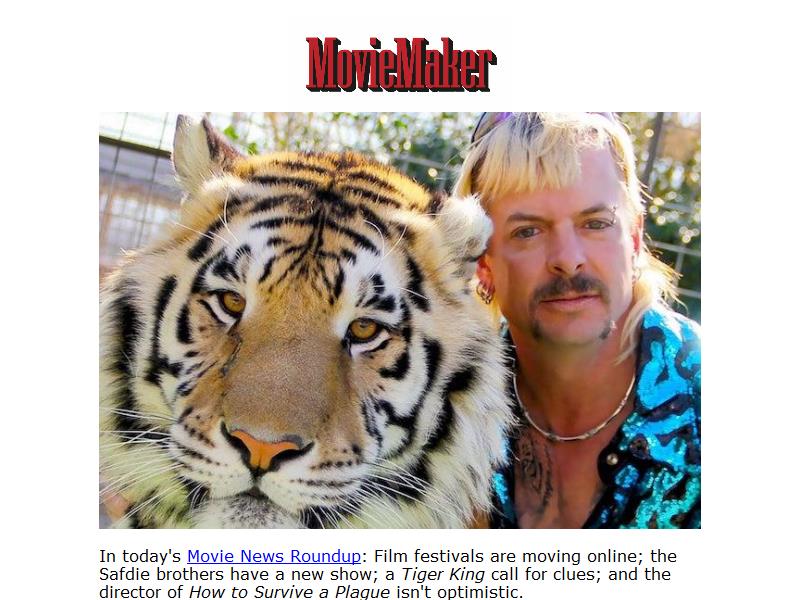 MovieMaker
In today's Movie News Roundup: Film festivals are moving online; the
Safdie brothers have a new show; a Tiger King call for clues; and the
director of How to Survive a Plague isn't optimistic.